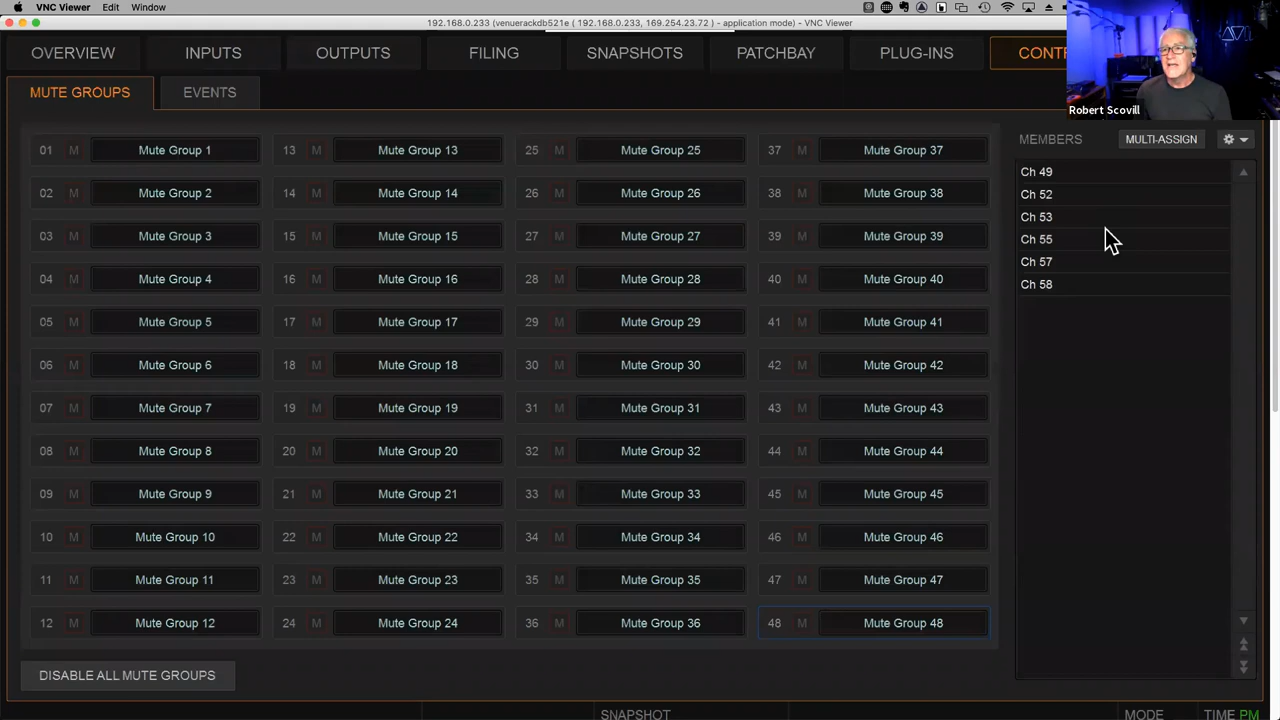 VNC Viewer Edit Window
192.168.0.233 (venuerackdb521e ( 192.168.0.233, 169.254.23.72 ) - application mode) - VNC Viewer
OVERVIEW INPUTS OUTPUTS FILING SNAPSHOTS PATCHBAY PLUG-INS CONT
Robert Scovill
MUTE GROUPS EVENTS
MEMBERS MULTI-ASSIGN
01 M Mute Group 1 13 M Mute Group 13 25 M Mute Group 25 37 M Mute Group 37
02 M Mute Group 2 14 M Mute Group 14 26 M Mute Group 26 38 M Mute Group 38
03 M Mute Group 3 15 M Mute Group 15 27 M Mute Group 27 39 M Mute Group 39
04 M Mute Group 4 16 M Mute Group 16 28 M Mute Group 28 40 M Mute Group 40
05 M Mute Group 5 17 M Mute Group 17 29 M Mute Group 29 41 M Mute Group 41
06 M Mute Group 6 18 M Mute Group 18 30 M Mute Group 30 42 M Mute Group 42
07 M Mute Group 7 19 M Mute Group 19 31 M Mute Group 31 43 M Mute Group 43
08 M Mute Group 8 20 M Mute Group 20 32 M Mute Group 32 44 M Mute Group 44
09 M Mute Group 9 21 M Mute Group 21 33 M Mute Group 33 45 M Mute Group 45
10 M Mute Group 10 22 M Mute Group 22 34 M Mute Group 34 46 M Mute Group 46
11 M Mute Group 11 23 M Mute Group 23 35 M Mute Group 35 47 M Mute Group 47
12 M Mute Group 12 24 M Mute Group 24 36 M Mute Group 36 48 M Mute Group 48
Ch 49
Ch 52
Ch 53
Ch 55
Ch 57
Ch 58
DISABLE ALL MUTE GROUPS
SNAPSHOT MODE TIME PM